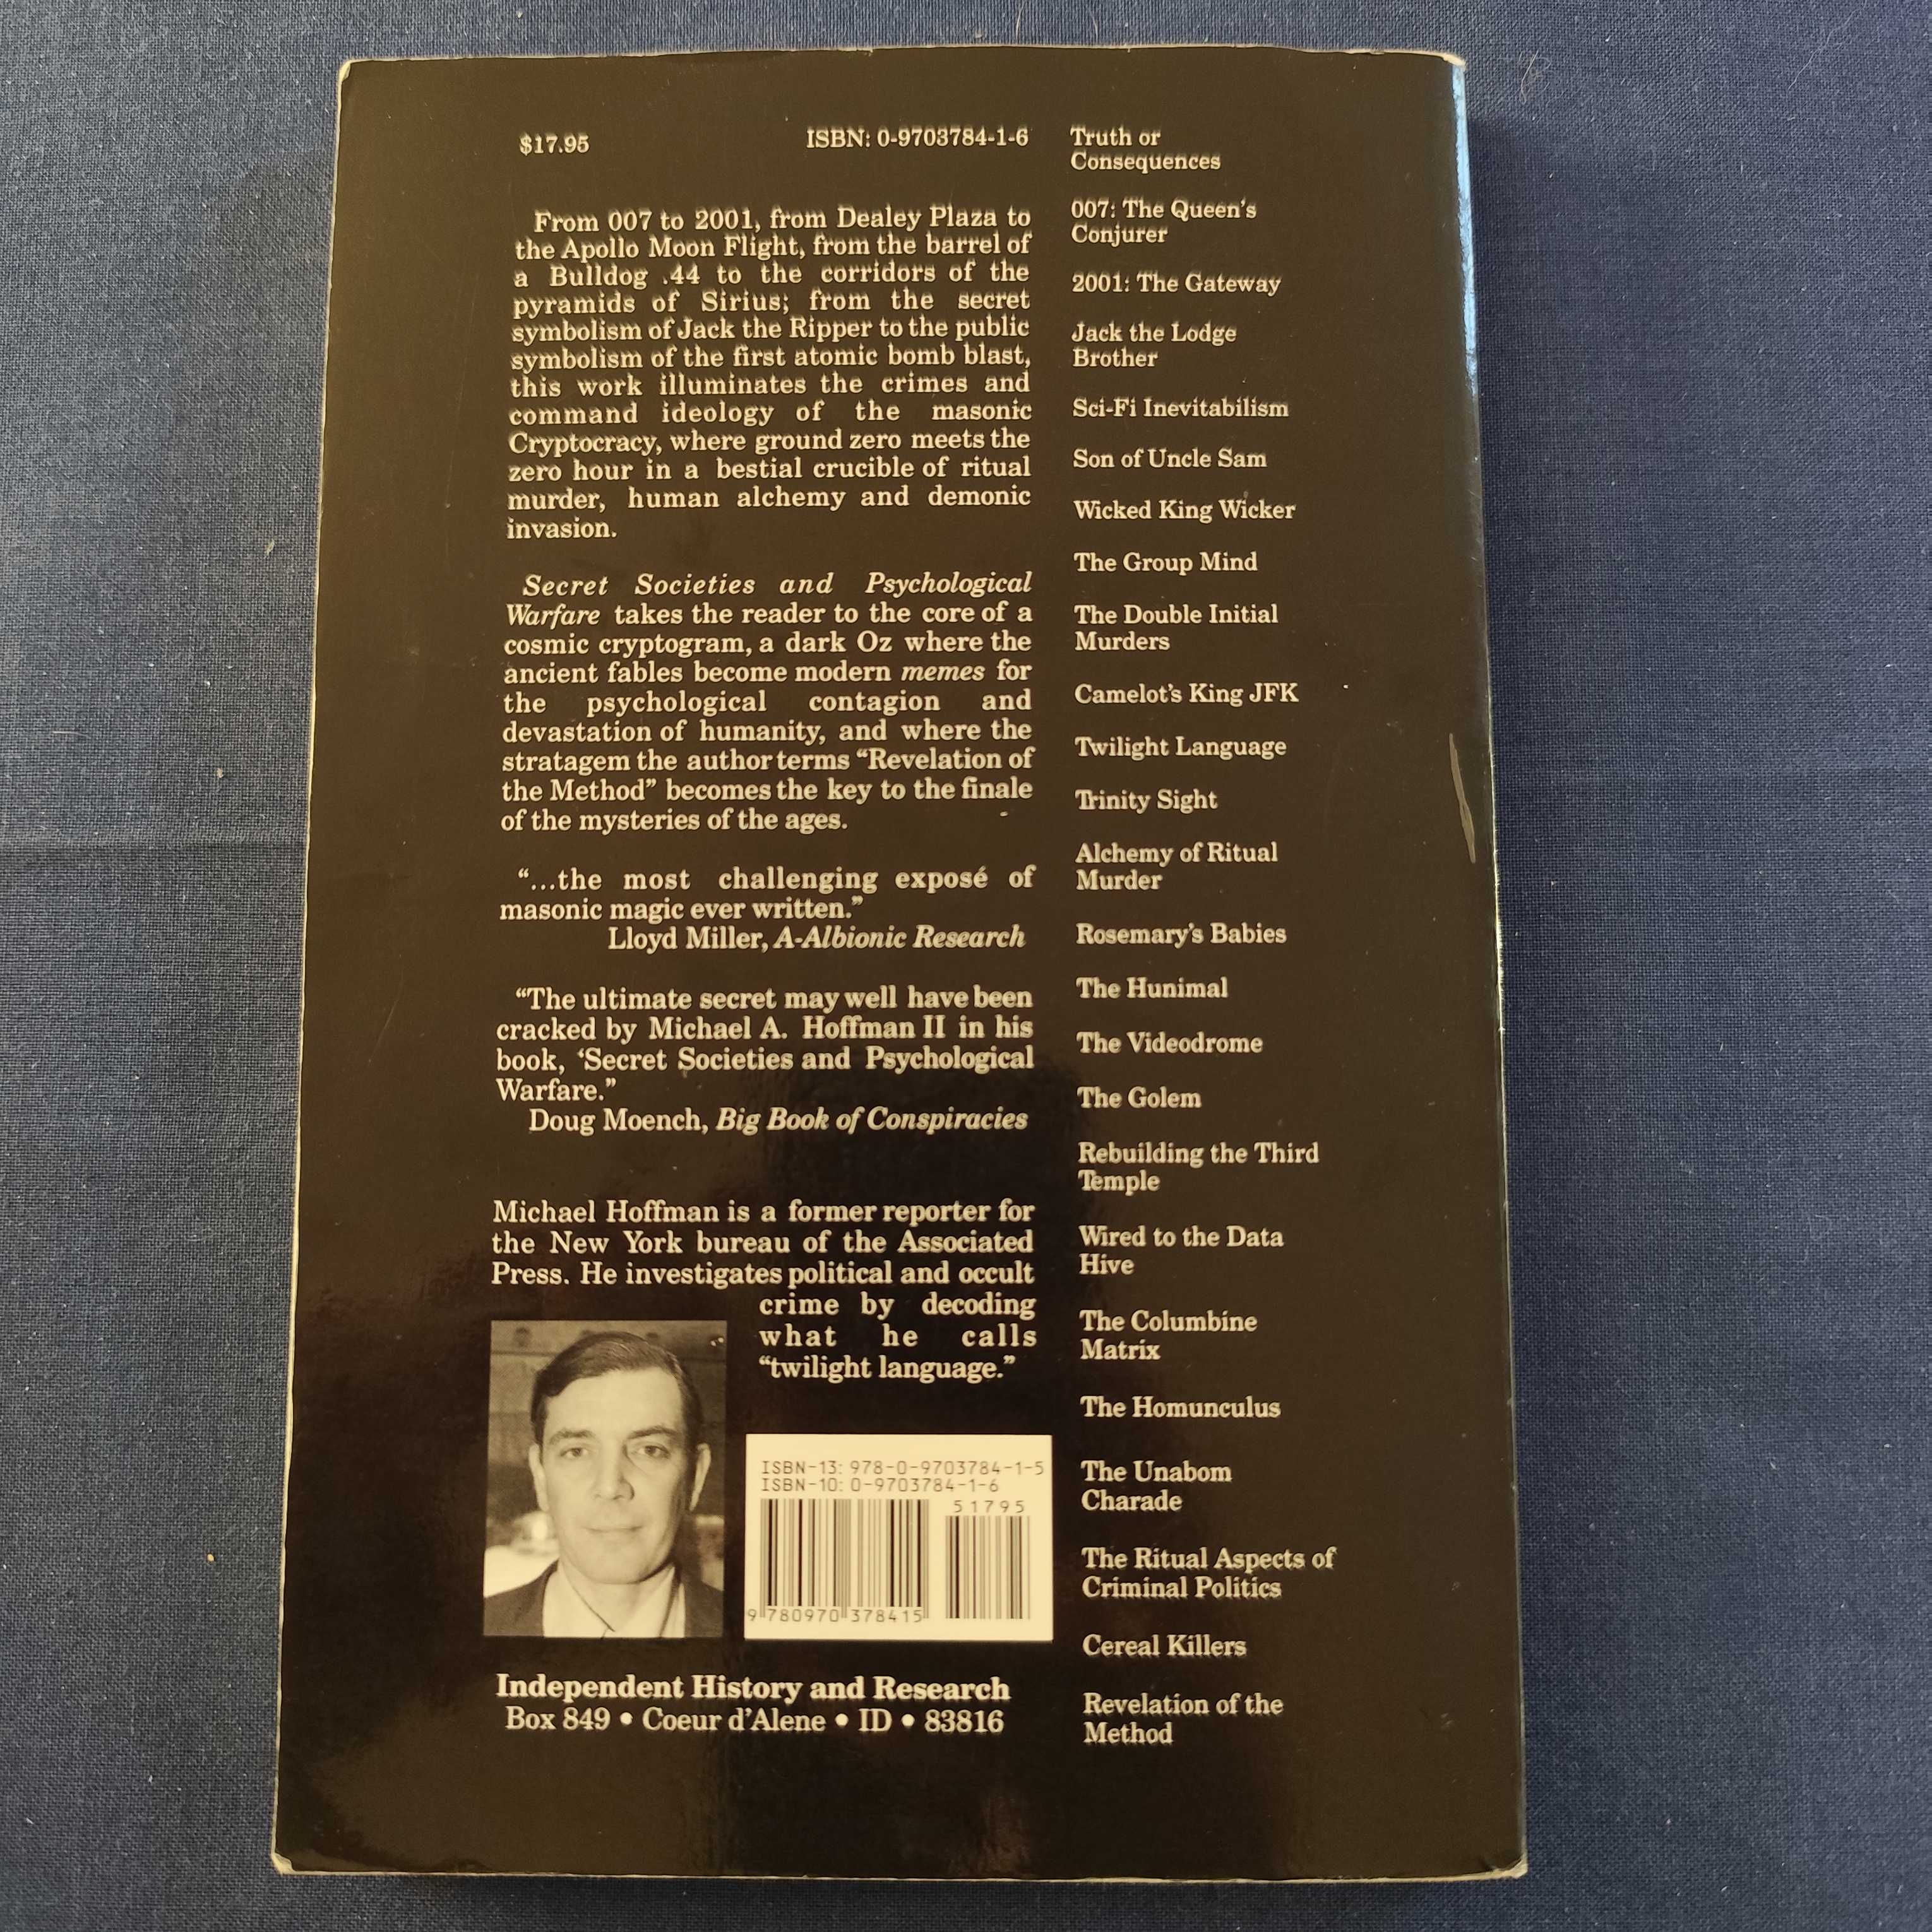 $17.95
ISBN: 0-9703784-1-6
From 007 to 2001, from Dealey Plaza to
the Apollo Moon Flight, from the barrel of
a Bulldog .44 to the corridors of the
pyramids of Sirius; from the secret
symbolism of Jack the Ripper to the public
symbolism of the first atomic bomb blast,
this work illuminates the crimes and
command ideology of the masonic
Cryptocracy, where ground zero meets the
zero hour in a bestial crucible of ritual
murder, human alchemy and demonic
invasion.
Secret Societies and Psychological
Warfare takes the reader to the core of a
cosmic cryptogram, a dark Oz where the
ancient fables become modern memes for
the psychological contagion and
devastation of humanity, and where the
stratagem the author terms “Revelation of
the Method” becomes the key to the finale
of the mysteries of the ages.
“...the most challenging exposé of
masonic magic ever written.”
Lloyd Miller, A-Albionic Research
“The ultimate secret may well have been
cracked by Michael A. Hoffman II in his
book, ‘Secret Societies and Psychological
Warfare.”
Doug Moench, Big Book of Conspiracies
Michael Hoffman is a former reporter for
the New York bureau of the Associated
Press. He investigates political and occult
crime by decoding
what he calls
“twilight language.”
ISBN-13: 978-0-9703784-1-5
ISBN-10: 0-9703784-1-6
51795
9 780970 378415
Independent History and Research
Box 849 • Coeur d’Alene • ID • 83816
Truth or
Consequences
007: The Queen’s
Conjurer
2001: The Gateway
Jack the Lodge
Brother
Sci-Fi Inevitabilism
Son of Uncle Sam
Wicked King Wicker
The Group Mind
The Double Initial
Murders
Camelot’s King JFK
Twilight Language
Trinity Sight
Alchemy of Ritual
Murder
Rosemary’s Babies
The Hunimal
The Videodrome
The Golem
Rebuilding the Third
Temple
Wired to the Data
Hive
The Columbine
Matrix
The Homunculus
The Unabom
Charade
The Ritual Aspects of
Criminal Politics
Cereal Killers
Revelation of the
Method